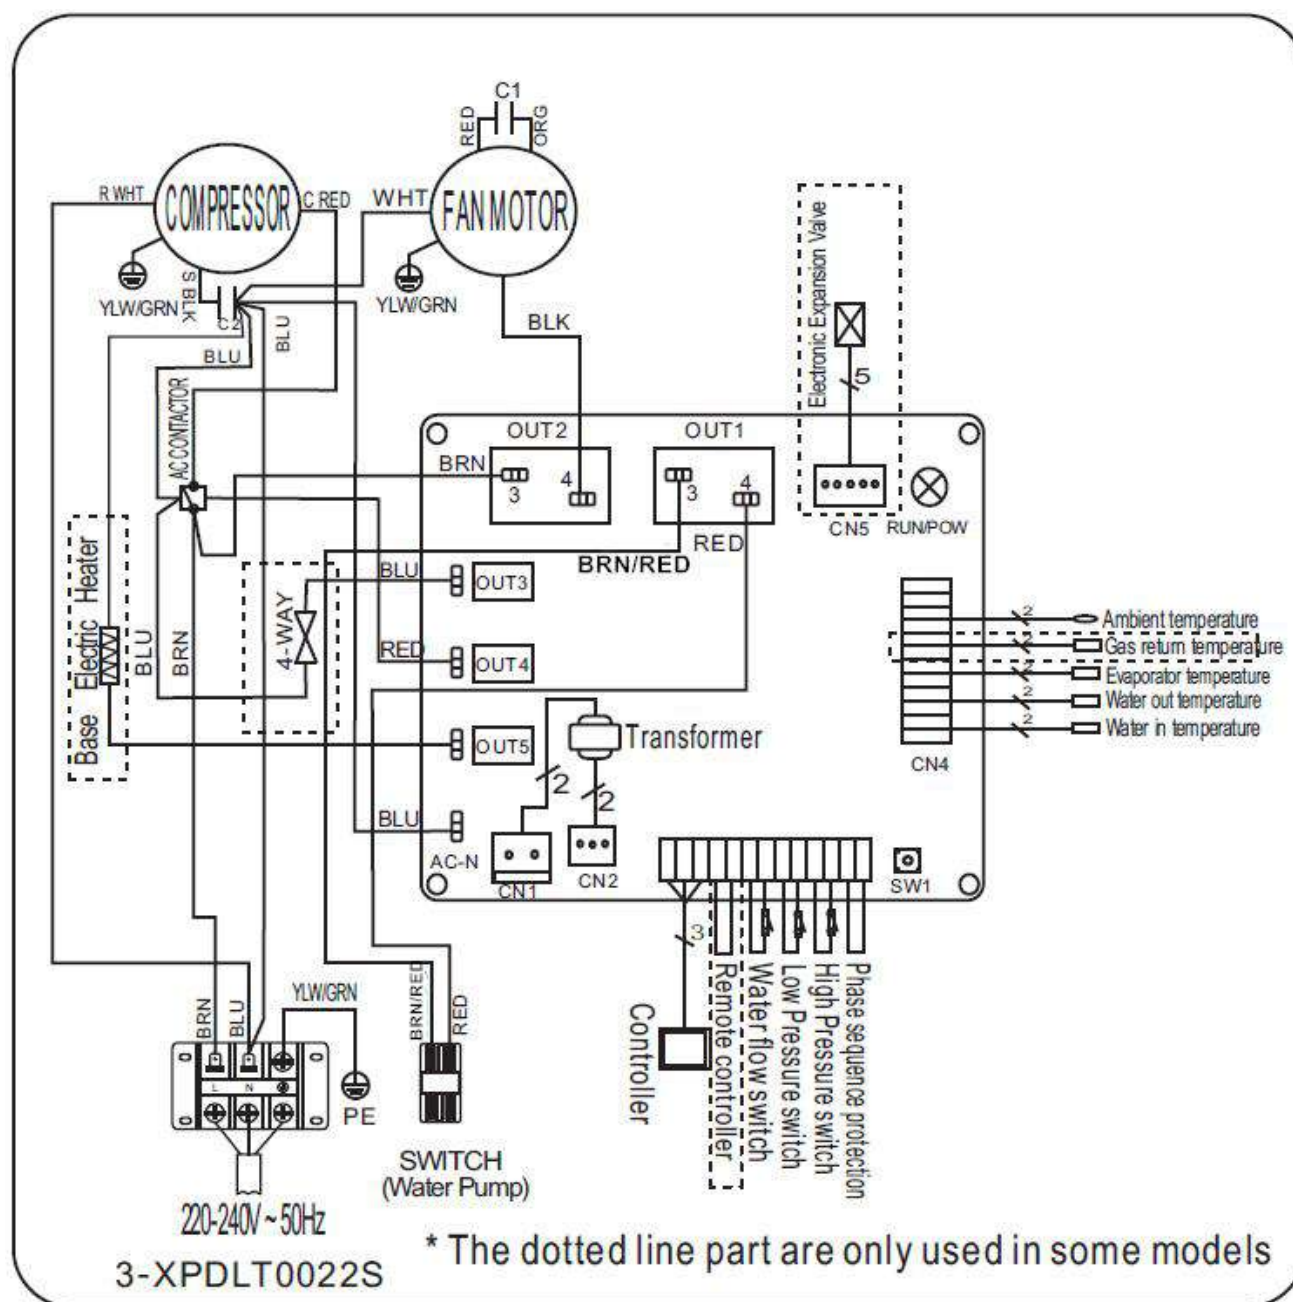 C1
RED
ORG
COMPRESSOR
FAN MOTOR
R WHT
C RED
WHT
S BLK
YLW/GRN
YLW/GRN
C2
BLU
BLU
BLK
AC CONTACTOR
Electronic Expansion Valve
5
OUT2
OUT1
BRN
3
4
3
4
CN5
RUN/POW
BRN/RED
RED
Base Electric Heater
BLU
BRN
4-WAY
BLU
OUT3
RED
OUT4
OUT5
BLU
AC-N
Transformer
2
2
CN1
CN2
2
Ambient temperature
2
Gas return temperature
2
Evaporator temperature
2
Water out temperature
2
Water in temperature
CN4
SW1
3
Controller
Remote controller
Water flow switch
Low Pressure switch
High Pressure switch
Phase sequence protection
BRN
BLU
YLW/GRN
L
N
PE
BRN/RED
RED
SWITCH
(Water Pump)
220-240V ~ 50Hz
3-XPDLT0022S
* The dotted line part are only used in some models